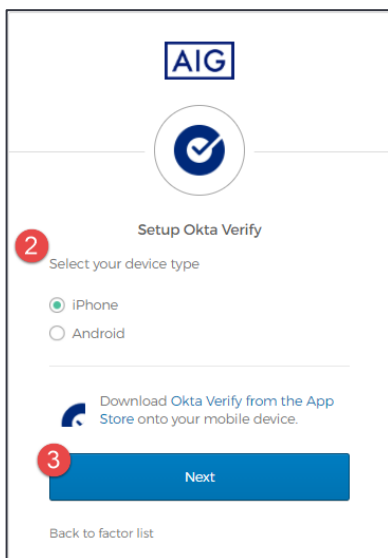 AIG
Setup Okta Verify
2
Select your device type
iPhone
Android
Download Okta Verify from the App
Store onto your mobile device.
3
Next
Back to factor list